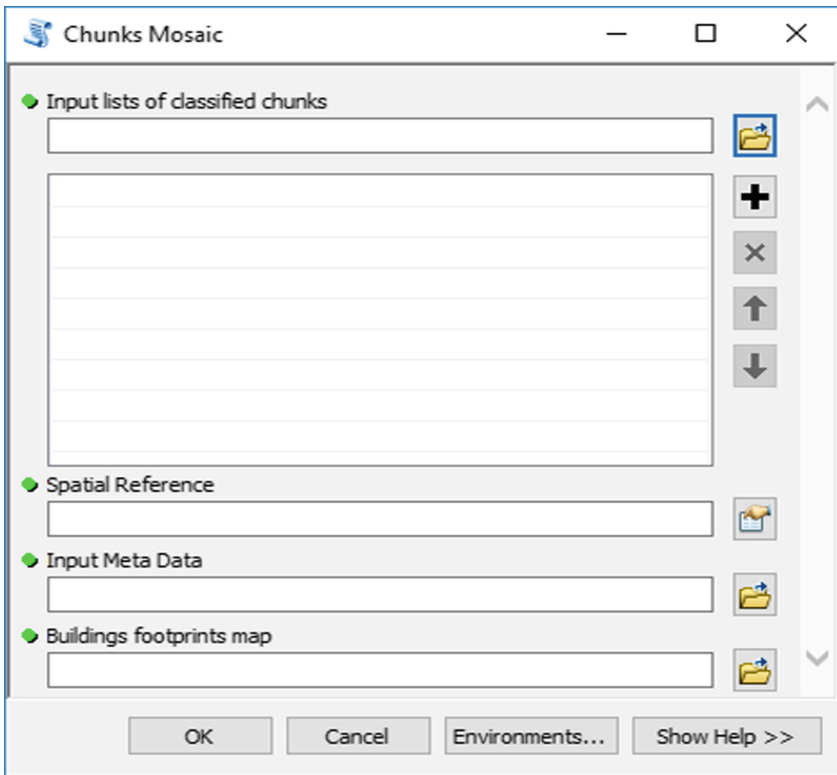 Chunks Mosaic
Input lists of classified chunks
Spatial Reference
Input Meta Data
Buildings footprints map
OK Cancel Environments... Show Help >>